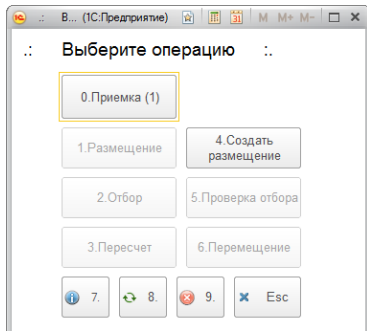 .: В... (1С:Предприятие) 31 M M+ M-
.: Выберите операцию :.
0.Приемка (1)
1.Размещение
4.Создать
размещение
2.Отбор
5.Проверка отбора
3.Пересчет
6.Перемещение
7.
8.
9.
Esc